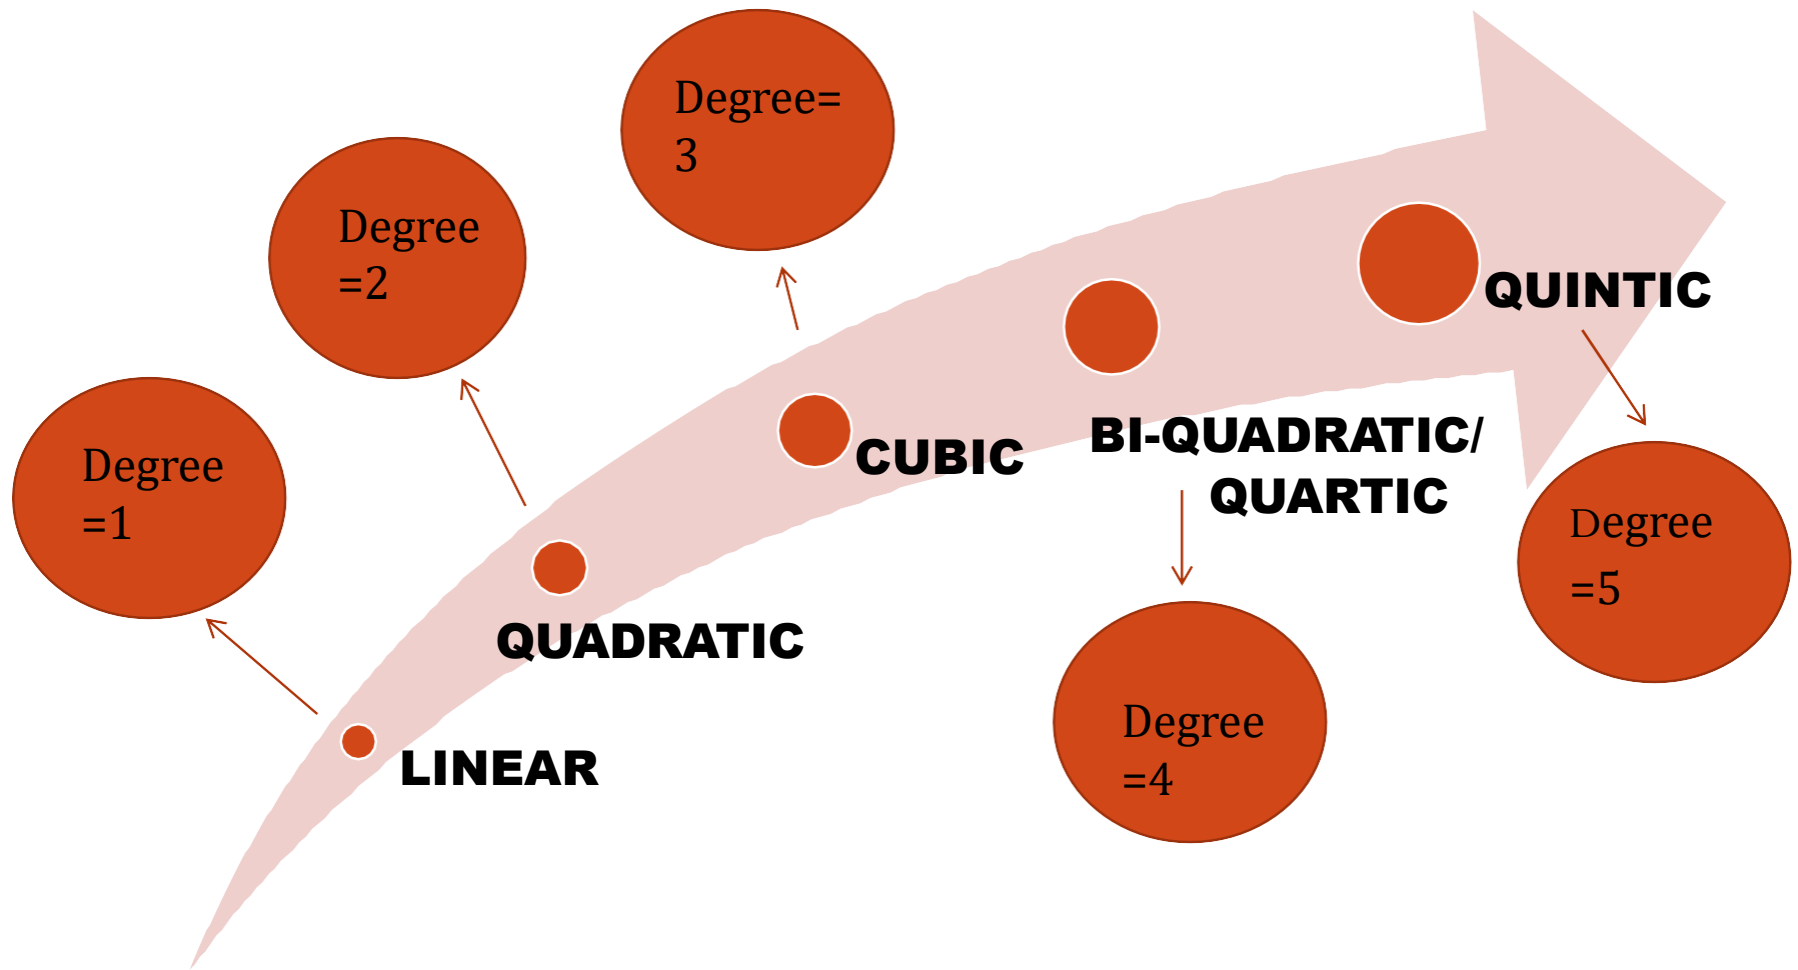 Degree
=1
LINEAR
Degree
=2
QUADRATIC
Degree=
3
CUBIC
BI-QUADRATIC/
QUARTIC
Degree
=4
QUINTIC
Degree
=5